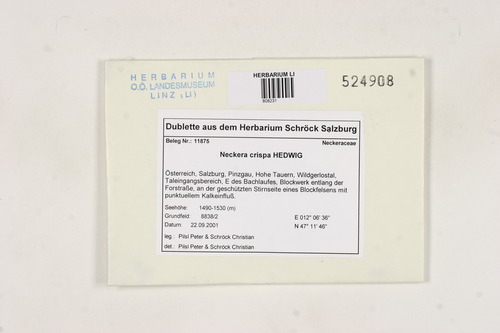 HERBARIUM
O.Ö. LANDESMUSEUM
LINZ (LI)
HERBARIUM LI
808231
524908
Dublette aus dem Herbarium Schröck Salzburg
Beleg Nr.: 11875 Neckeraceae
Neckera crispa HEDWIG
Österreich, Salzburg, Pinzgau, Hohe Tauern, Wildgerlostal,
Taleingangsbereich, E des Bachlaufes, Blockwerk entlang der
Forstraße, an der geschützten Stirnseite eines Blockfelsens mit
punktuellem Kalkeinfluß.
Seehöhe: 1490-1530 (m)
Grundfeld: 8838/2 E 012° 06' 36"
Datum: 22.09.2001 N 47° 11' 46"
leg.: Pilsl Peter & Schröck Christian
det.: Pilsl Peter & Schröck Christian